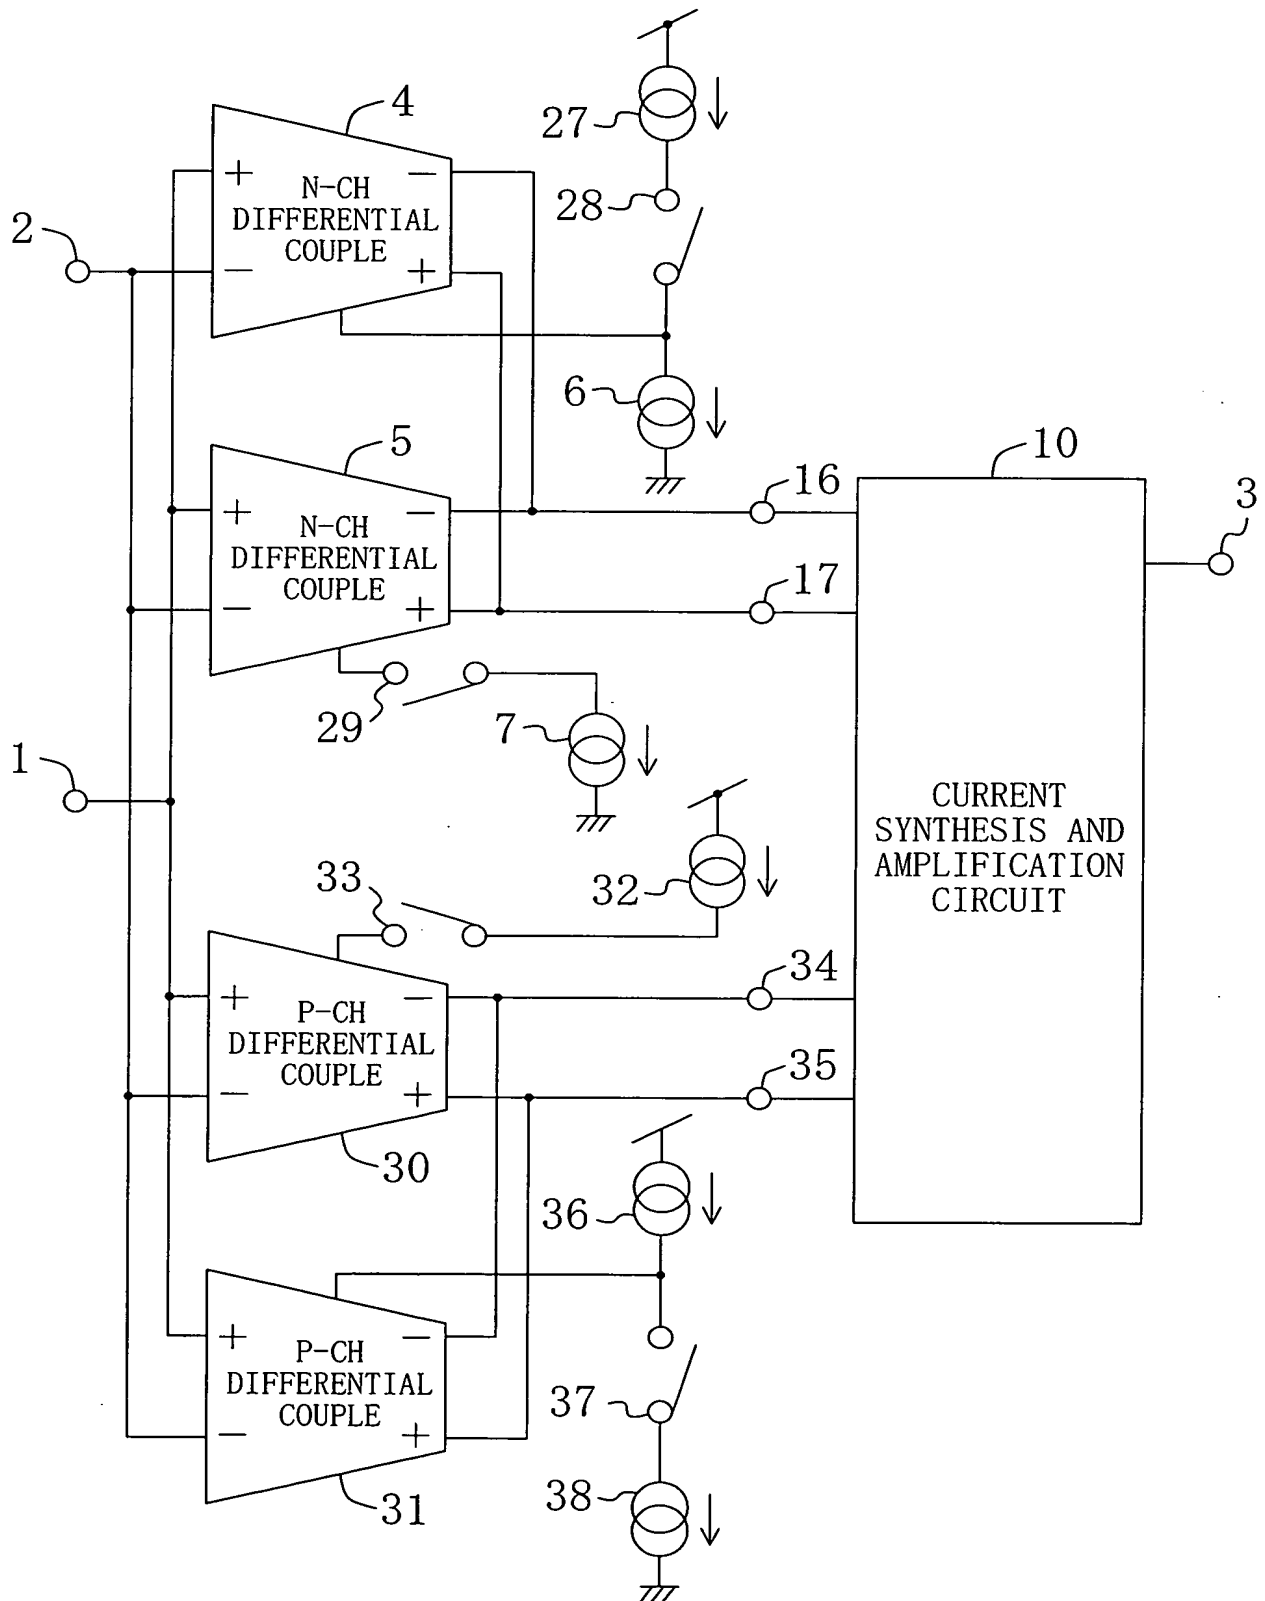 4
+
−
N-CH
DIFFERENTIAL
COUPLE
−
+
27
28
2
6
5
+
−
N-CH
DIFFERENTIAL
COUPLE
−
+
16
10
3
17
29
7
1
CURRENT
SYNTHESIS AND
AMPLIFICATION
CIRCUIT
33
32
+
−
P-CH
DIFFERENTIAL
COUPLE
−
+
34
35
30
36
+
−
P-CH
DIFFERENTIAL
COUPLE
−
+
37
38
31